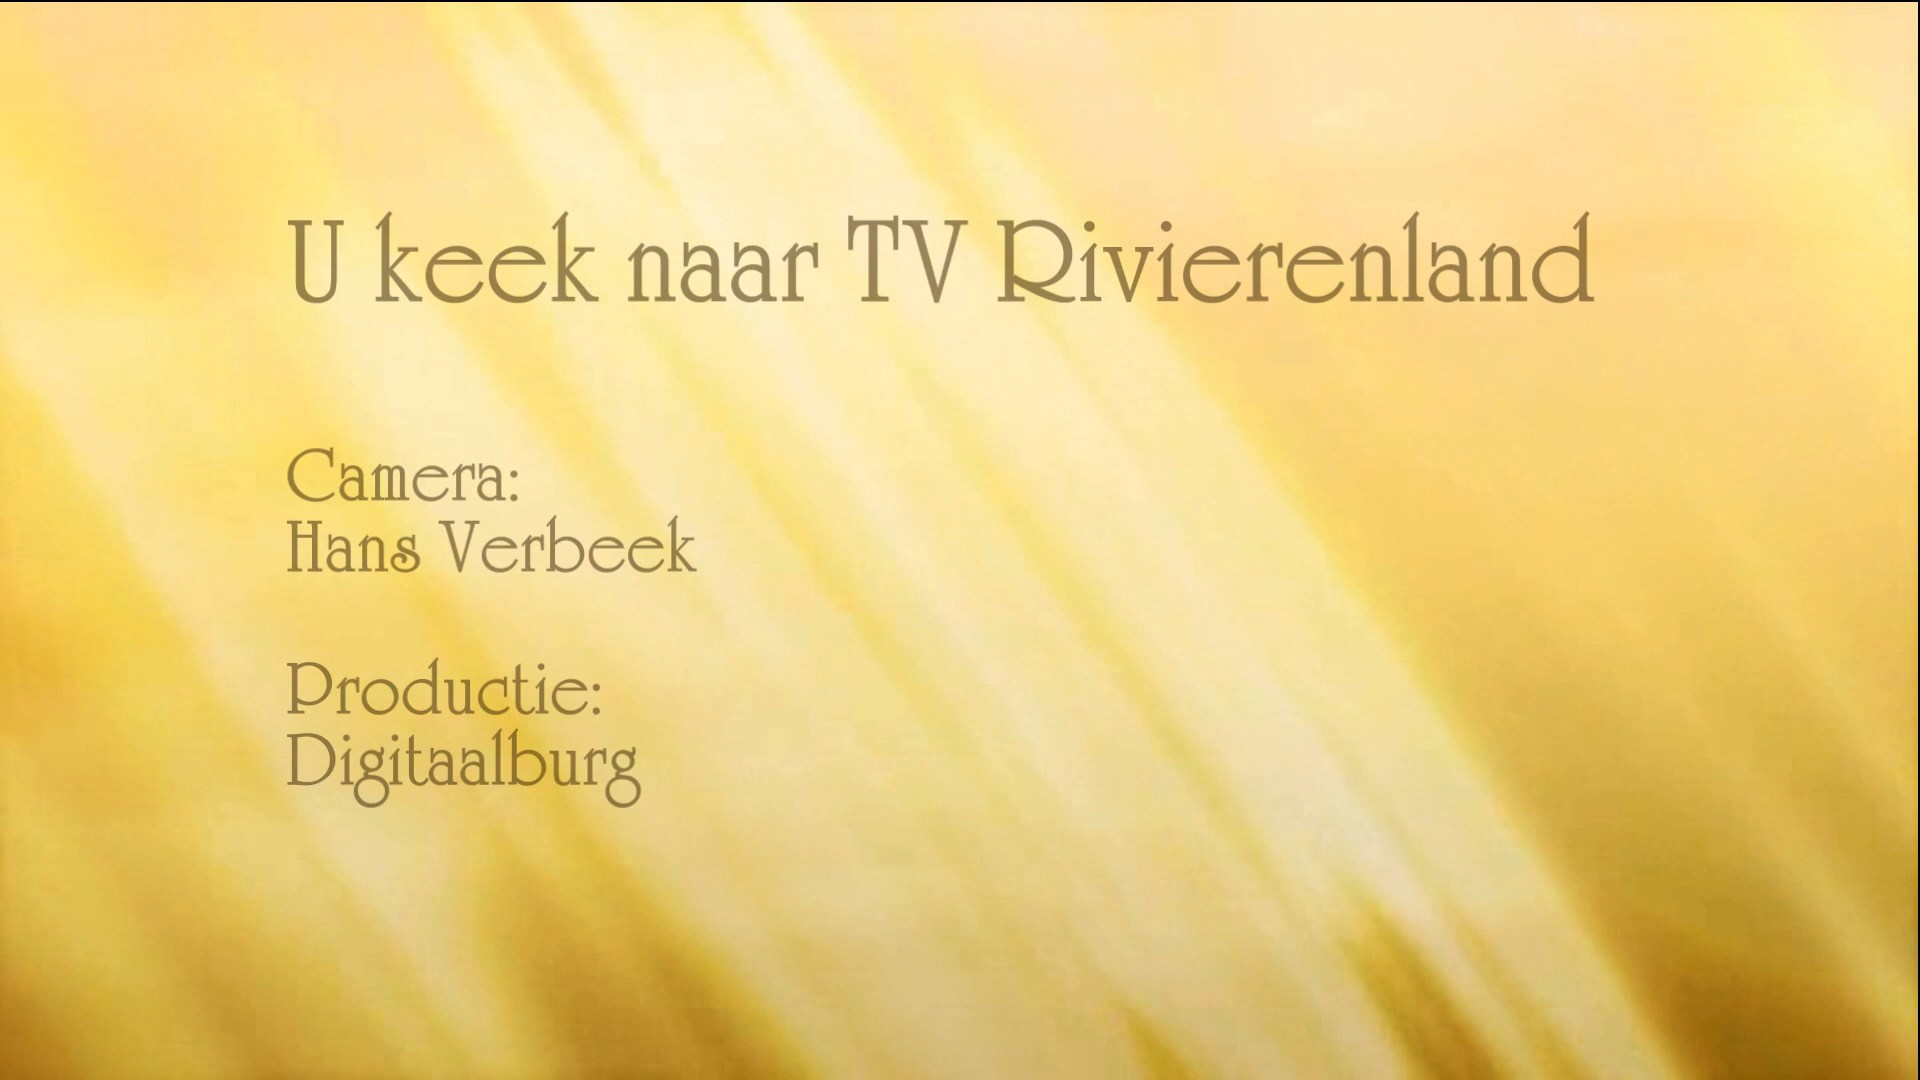 U keek naar TV Rivierenland
Camera:
Hans Verbeek
Productie:
Digitaalburg